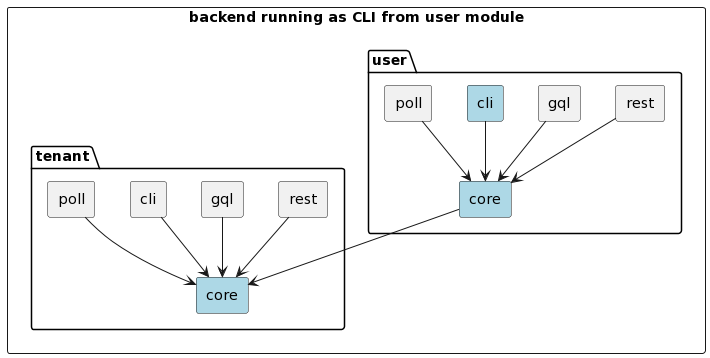 backend running as CLI from user module
user
poll cli gql rest
core
tenant
poll cli gql rest
core